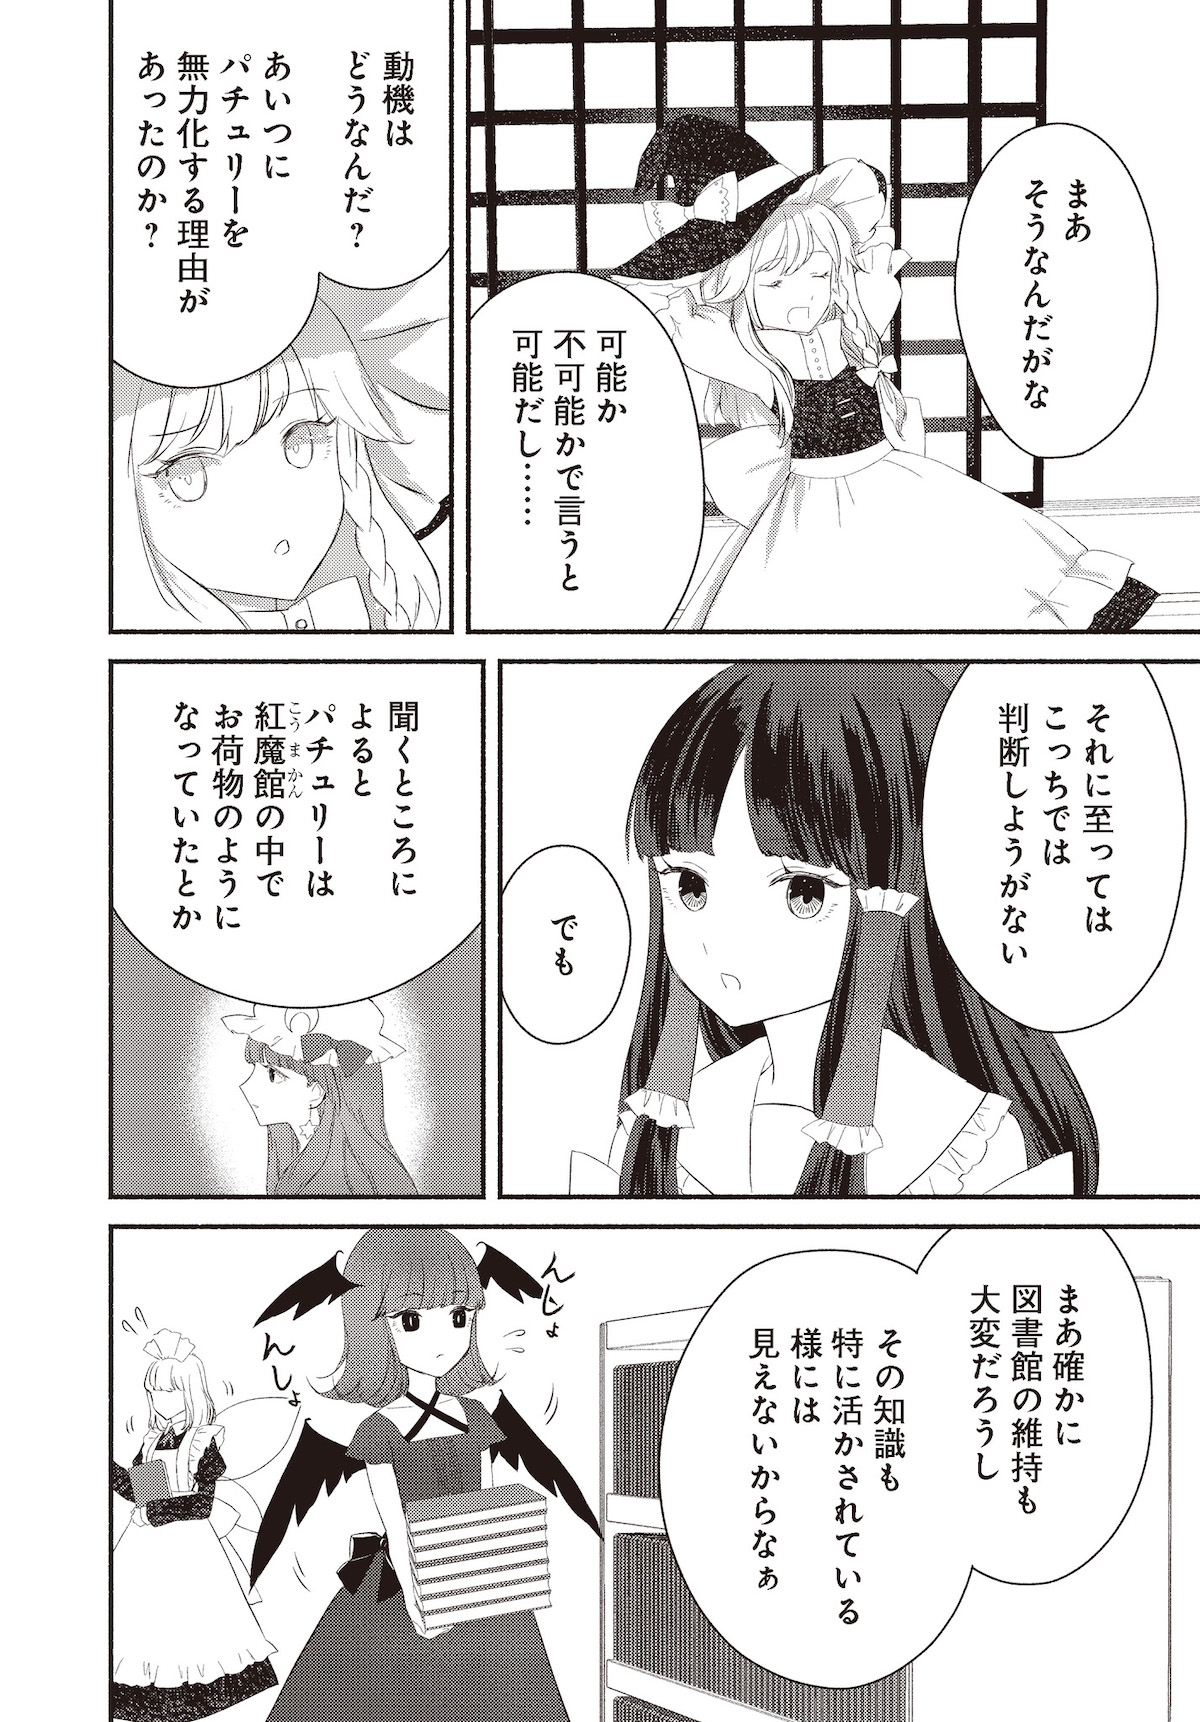 まあ
そうなんだがな
可能か
不可能かで言うと
可能だし……
動機は
どうなんだ？
あいつに
パチュリーを
無力化する理由が
あったのか？
それに至っては
こっちでは
判断しようがない
でも
聞くところに
よると
パチュリーは
紅魔館の中で
こうまかん
お荷物のように
なっていたとか
まあ確かに
図書館の維持も
大変だろうし
その知識も
特に活かされている
様には
見えないからなぁ
んしょ
んしょ